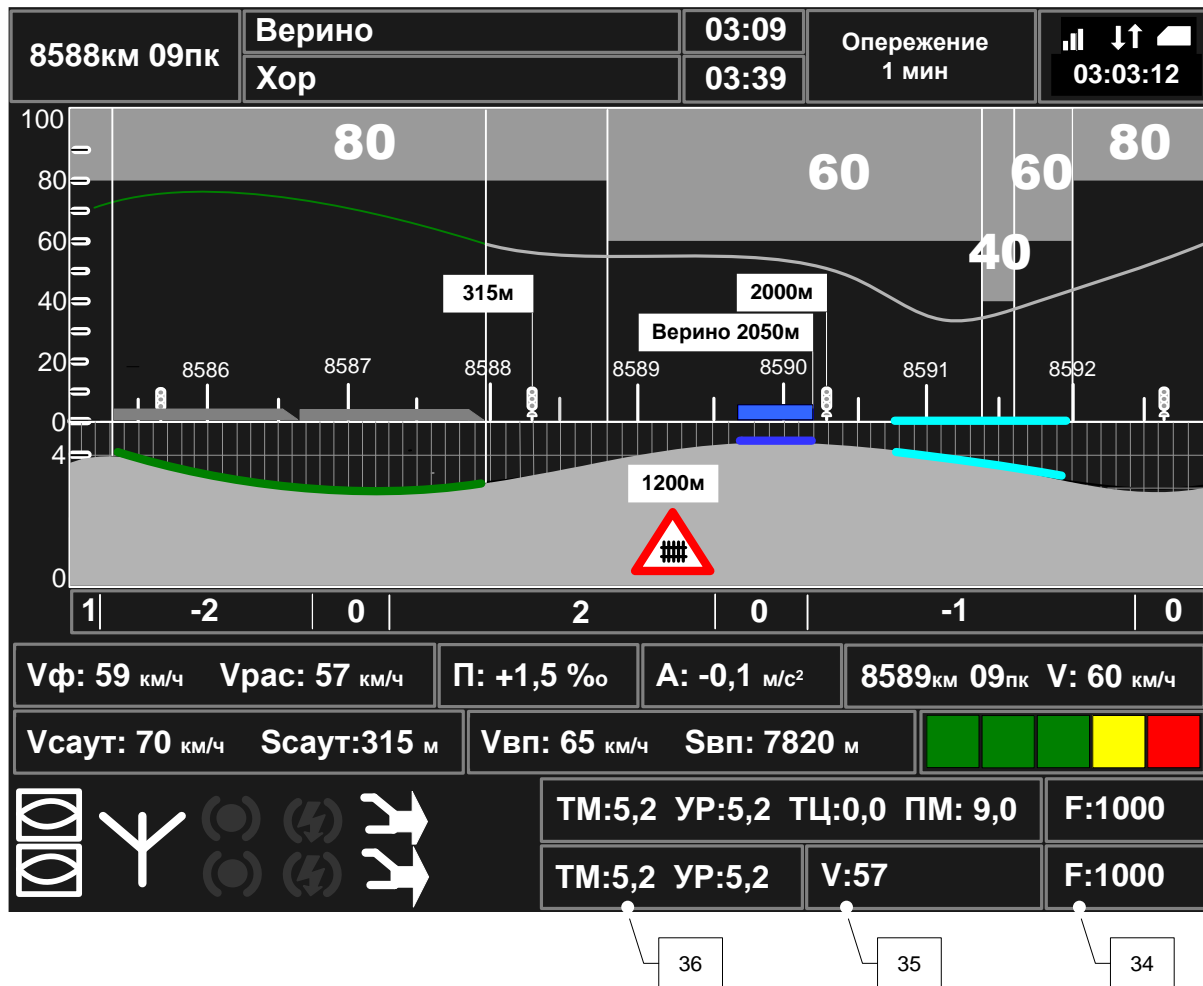 8588км 09пк
Верино
03:09
Опережение
1 мин
Хор
03:39
03:03:12
100
80
60
80
80
60
60
60
40
40
315м
2000м
Верино 2050м
20
8586
8587
8588
8589
8590
8591
8592
0
4
1200м
0
1 -2 0 2 0 -1 0
Vф: 59 км/ч Vрас: 57 км/ч
П: +1,5 ‰
А: -0,1 м/с²
8589км 09пк V: 60 км/ч
Vсаут: 70 км/ч Sсаут:315 м
Vвп: 65 км/ч Sвп: 7820 м
ТМ:5,2 УР:5,2 ТЦ:0,0 ПМ: 9,0
F:1000
ТМ:5,2 УР:5,2
V:57
F:1000
36
35
34